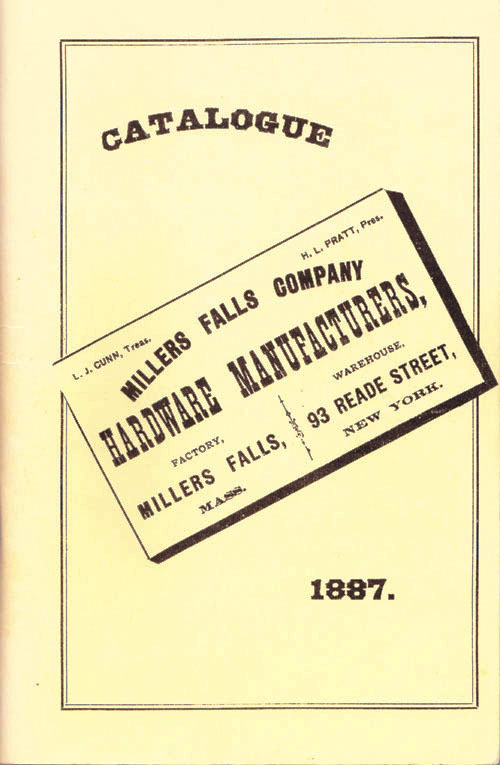 CATALOGUE
L. J. GUNN, Treas.
H. L. PRATT, Pres.
MILLERS FALLS COMPANY
HARDWARE MANUFACTURERS,
FACTORY,
MILLERS FALLS,
MASS.
WAREHOUSE,
93 READE STREET,
NEW YORK.
1887.